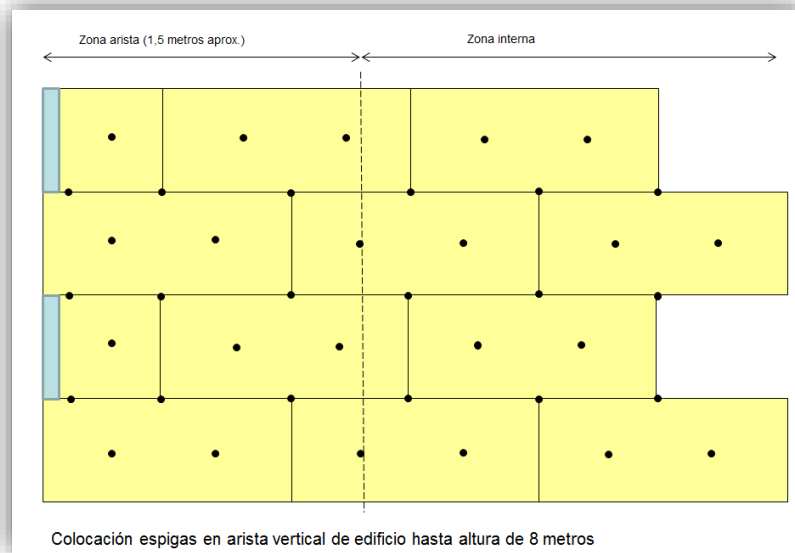 Zona arista (1,5 metros aprox.)
Zona interna
Colocación espigas en arista vertical de edificio hasta altura de 8 metros